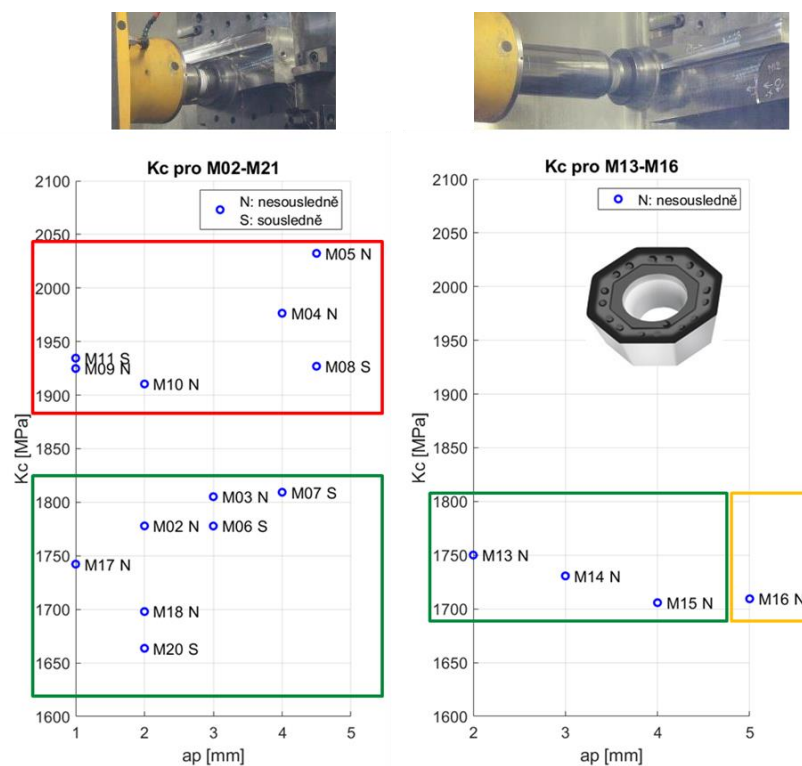 Kc pro M02-M21
N: nesousledně
S: sousledně
Kc [MPa]
2100
2050
2000
1950
1900
1850
1800
1750
1700
1650
1600
M05 N
M04 N
M11 S
M09 N
M08 S
M10 N
M03 N
M07 S
M02 N
M06 S
M17 N
M18 N
M20 S
1 2 3 4 5
ap [mm]
Kc pro M13-M16
N: nesousledně
Kc [MPa]
2100
2050
2000
1950
1900
1850
1800
1750
1700
1650
1600
M13 N
M14 N
M15 N
M16 N
2 3 4 5
ap [mm]